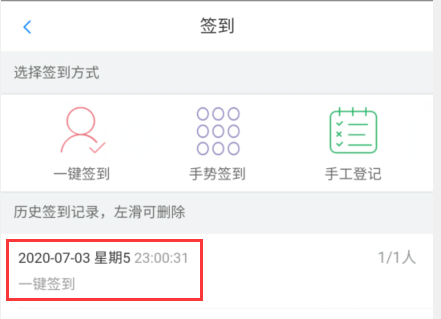 签到
选择签到方式
一键签到 手势签到 手工登记
历史签到记录，左滑可删除
2020-07-03 星期5 23:00:31 1/1人
一键签到